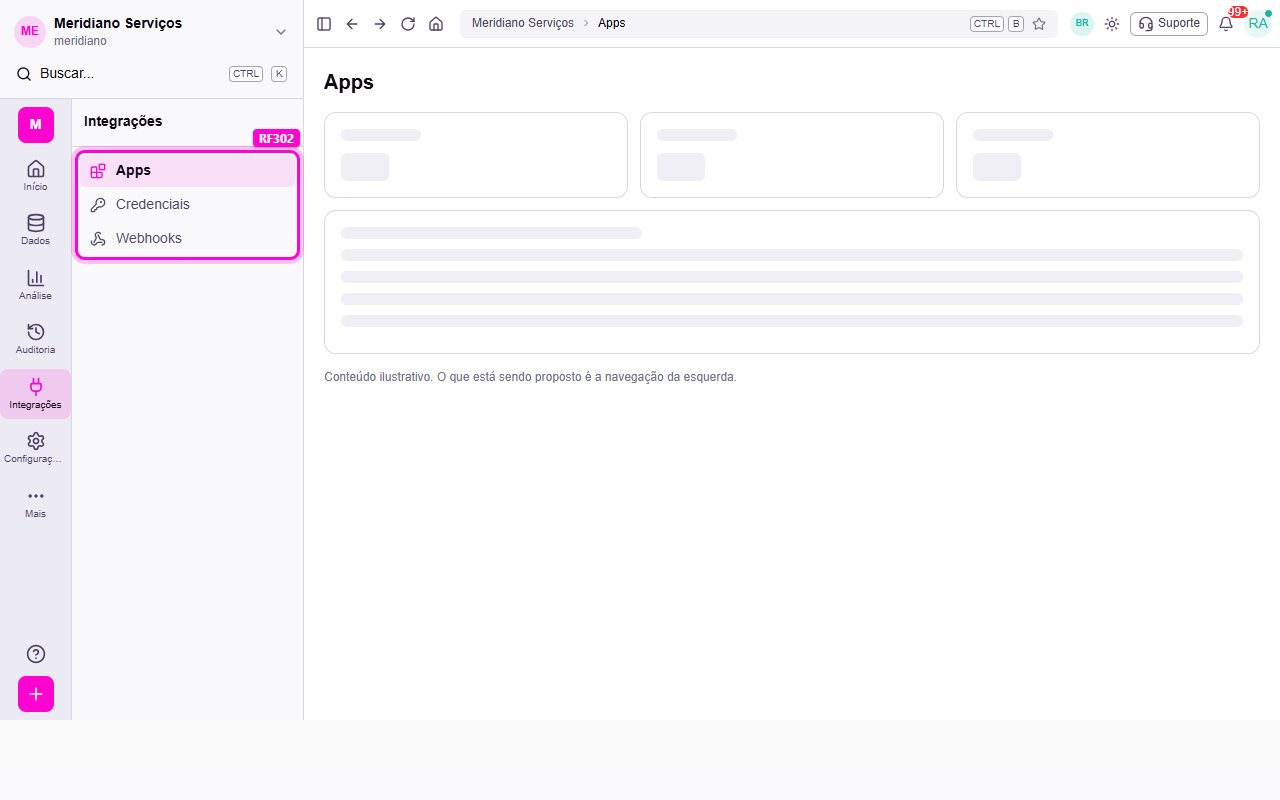 ME
Meridiano Serviços
meridiano
Buscar...
CTRL K
Meridiano Serviços > Apps
CTRL B
BR
Suporte
99+
RA
M
Início
Dados
Análise
Auditoria
Integrações
Configuraç...
Mais
Integrações
RF302
Apps
Credenciais
Webhooks
Apps
Conteúdo ilustrativo. O que está sendo proposto é a navegação da esquerda.